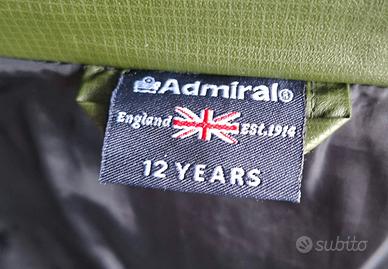 Admiral®
England EST. 1914
12 YEARS
subito